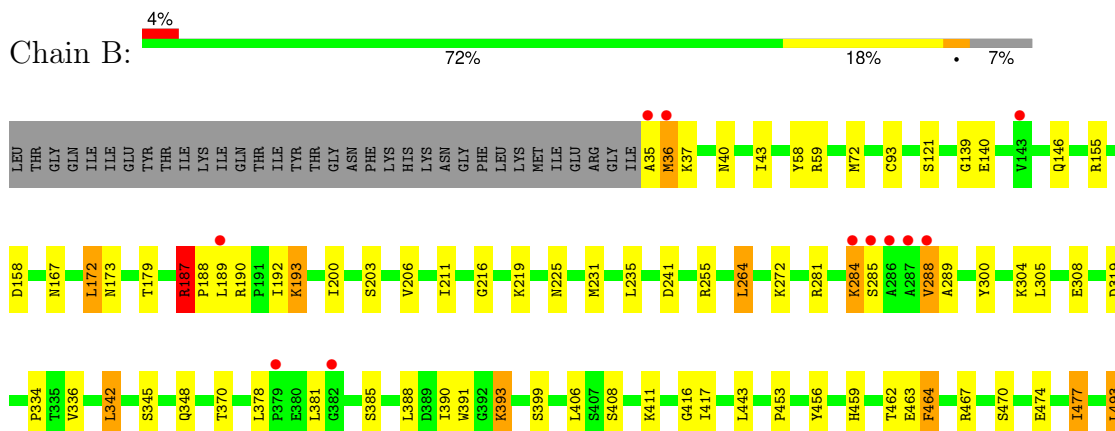 4%
Chain B:
72% 18% • 7%
LEU THR GLY GLN ILE ILE GLU TYR THR ILE LYS ILE GLN THR ILE TYR THR GLY ASN PHE LYS HIS LYS ASN GLY PHE LEU LYS MET ILE GLU ARG GLY ILE A35 M36 K37 N40 I43 Y58 R59 M72 C93 S121 G139 E140 V143 Q146 R155
D158 N167 L172 N173 T179 R187 P188 L189 R190 P191 I192 K193 I200 S203 V206 I211 G216 K219 N225 M231 L235 D241 R255 L264 K272 R281 K284 S285 A286 A287 V288 A289 Y300 K304 L305 E308
P334 T335 V336 L342 S345 Q348 T370 L378 P379 E380 L381 G382 S385 L388 D389 I390 W391 G392 K393 S399 L406 S407 S408 K411 G416 I417 L443 P453 Y456 H459 T462 E463 F464 R467 S470 E474 I477